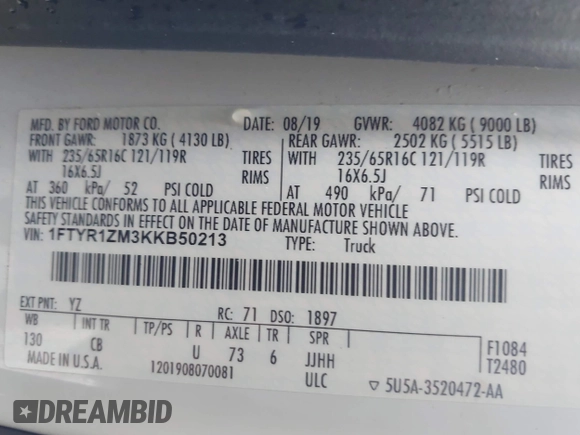 MFD. BY FORD MOTOR CO. DATE: 08/19 GVWR: 4082 KG ( 9000 LB)
FRONT GAWR: 1873 KG ( 4130 LB) REAR GAWR: 2502 KG ( 5515 LB)
WITH 235/65R16C 121/119R TIRES WITH 235/65R16C 121/119R TIRES
16X6.5J RIMS 16X6.5J RIMS
AT 360 kPa/ 52 PSI COLD AT 490 kPa/ 71 PSI COLD
THIS VEHICLE CONFORMS TO ALL APPLICABLE FEDERAL MOTOR VEHICLE
SAFETY STANDARDS IN EFFECT ON THE DATE OF MANUFACTURE SHOWN ABOVE.
VIN: 1FTYR1ZM3KKB50213 TYPE: Truck
EXT PNT: YZ RC: 71 DSO: 1897
WB INT TR TP/PS R AXLE TR SPR F1084
130 CB U 73 6 JJHH T2480
MADE IN U.S.A. 1201908070081 ULC ▽ 5U5A-3520472-AA
DREAMBID